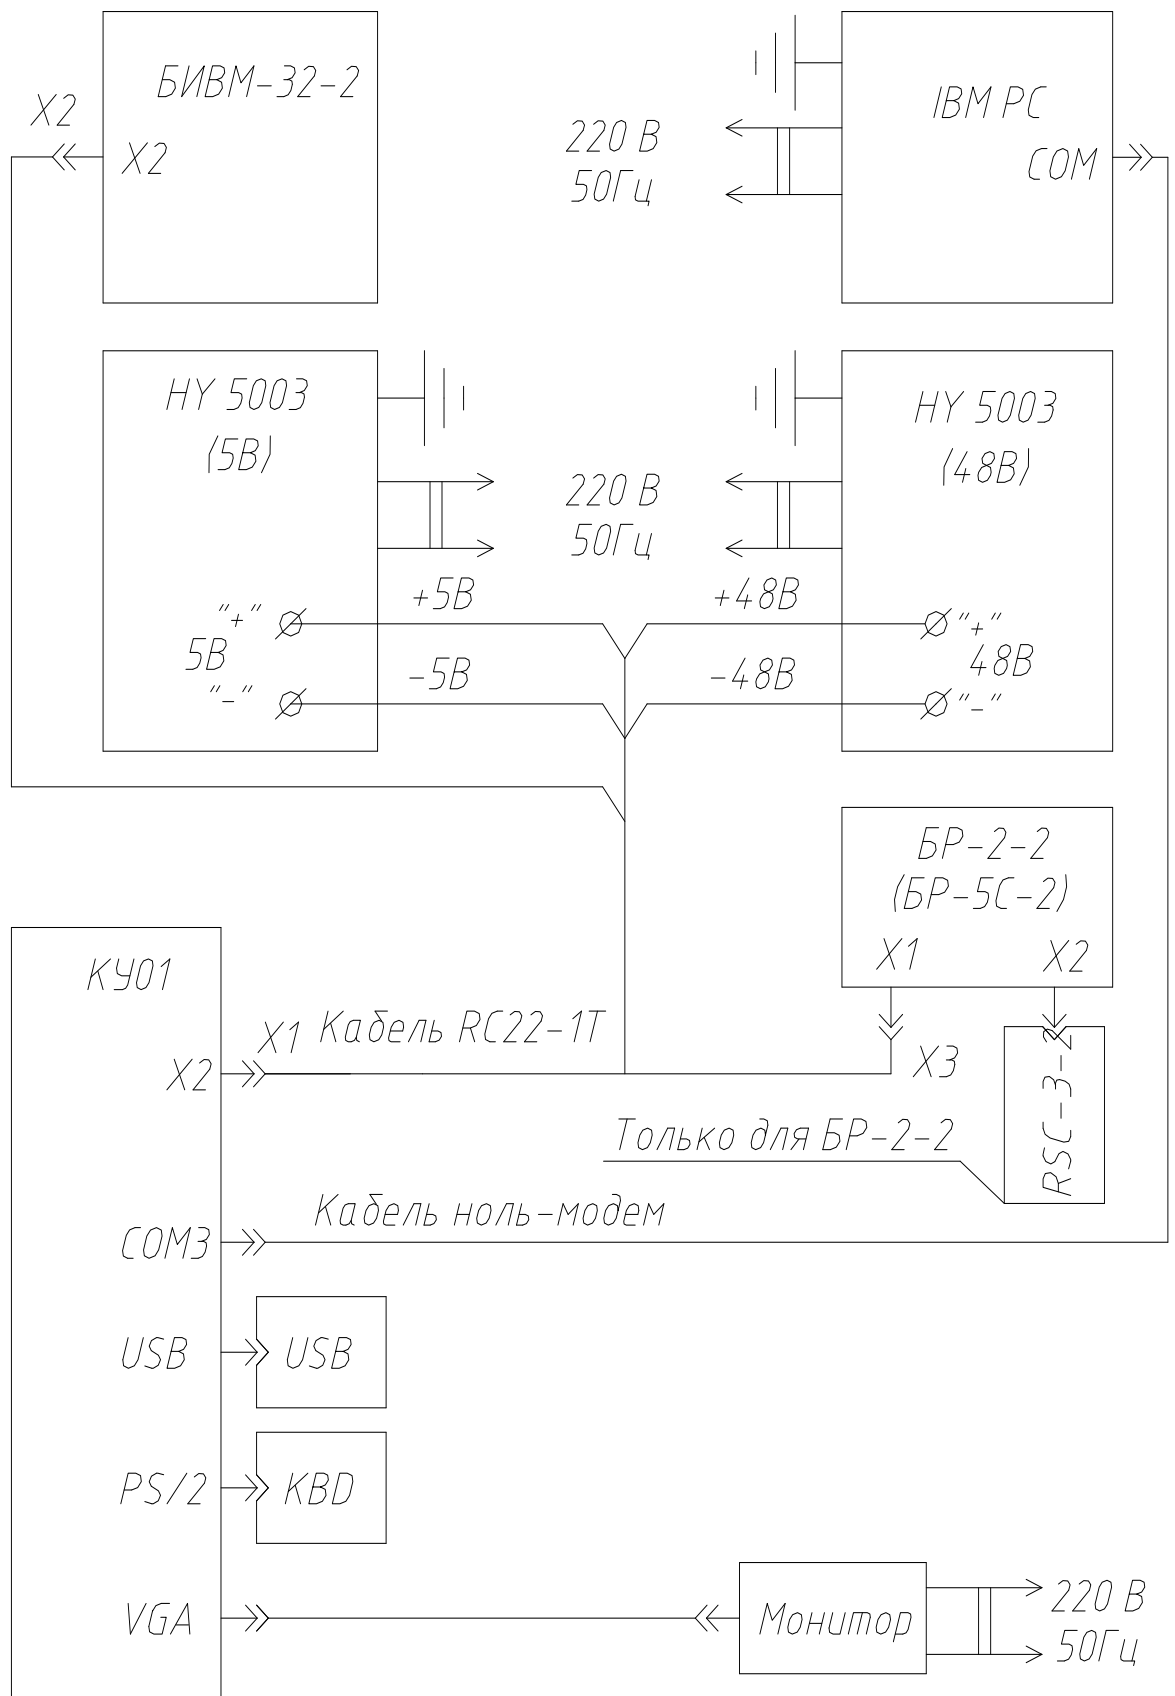 БИВМ-32-2
X2
X2
220 В
50Гц
IBM PC
COM
HY 5003
(5В)
220 В
50Гц
HY 5003
(48В)
+5В
+48В
"+"
5В
"-"
-5В
-48В
"+"
48В
"-"
БР-2-2
(БР-5С-2)
X1
X2
КУ01
X1
Кабель RC22-1T
X2
X3
RSC-3-2
Только для БР-2-2
Кабель ноль-модем
COM3
USB
USB
PS/2
KBD
VGA
Монитор
220 В
50Гц